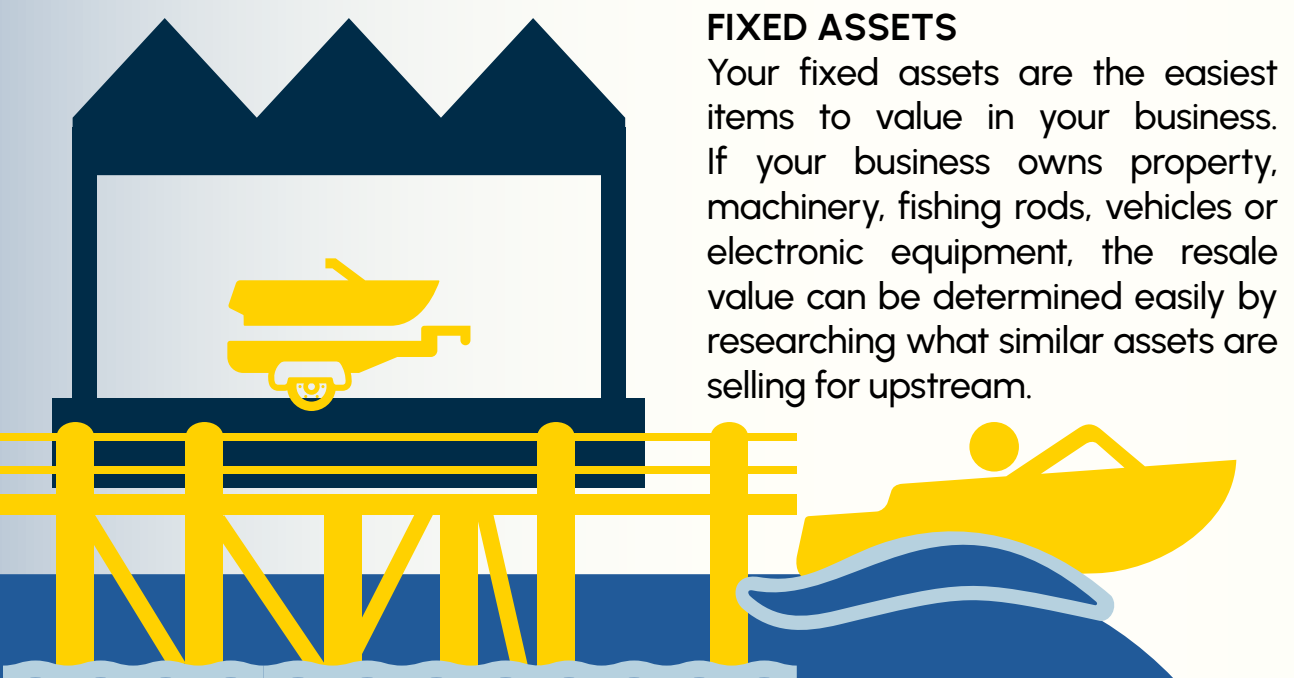 FIXED ASSETS
Your fixed assets are the easiest
items to value in your business.
If your business owns property,
machinery, fishing rods, vehicles or
electronic equipment, the resale
value can be determined easily by
researching what similar assets are
selling for upstream.